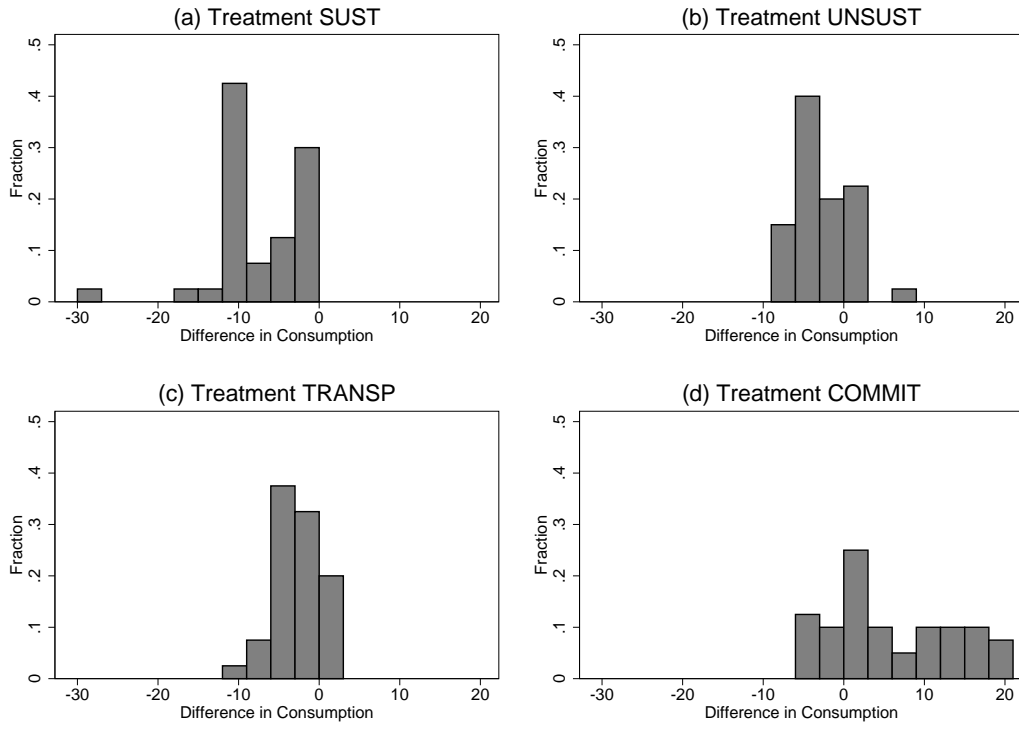 (a) Treatment SUST
.5
.4
.3
.2
.1
0
Fraction
-30 -20 -10 0 10 20
Difference in Consumption
(b) Treatment UNSUST
.5
.4
.3
.2
.1
0
Fraction
-30 -20 -10 0 10 20
Difference in Consumption
(c) Treatment TRANSP
.5
.4
.3
.2
.1
0
Fraction
-30 -20 -10 0 10 20
Difference in Consumption
(d) Treatment COMMIT
.5
.4
.3
.2
.1
0
Fraction
-30 -20 -10 0 10 20
Difference in Consumption